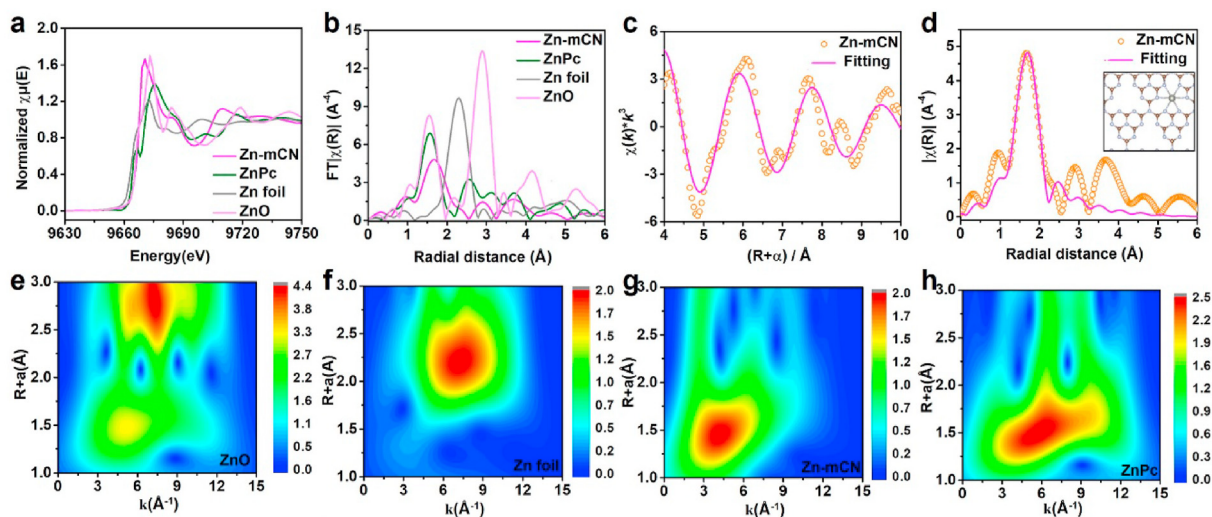 a
Normalized χμ(E)
2.4
1.8
1.2
0.6
0.0
9630
9660
9690
9720
9750
Energy(eV)
Zn-mCN
ZnPc
Zn foil
ZnO
b
FT|χ(R)| (A⁻⁴)
15
12
9
6
3
0
0 1 2 3 4 5 6
Radial distance (Å)
Zn-mCN
ZnPc
Zn foil
ZnO
c
χ(k)*k³
6
3
0
-3
-6
4 5 6 7 8 9 10
(R+α) / Å
Zn-mCN
Fitting
d
|χ(R)| (A⁻⁴)
5
4
3
2
1
0
0 1 2 3 4 5 6
Radial distance (Å)
Zn-mCN
Fitting
e
R+a(Å)
3.0
2.5
2.0
1.5
1.0
0 3 6 9 12 15
k(Å⁻¹)
ZnO
4.4
3.8
3.3
2.7
2.2
1.6
1.1
0.5
0.0
f
R+a(Å)
3.0
2.5
2.0
1.5
1.0
0 3 6 9 12 15
k(Å⁻¹)
Zn foil
2.0
1.7
1.5
1.2
1.0
0.7
0.5
0.2
0.0
g
R+a(Å)
3.0
2.5
2.0
1.5
1.0
0 3 6 9 12 15
k(Å⁻¹)
Zn-mCN
2.0
1.7
1.5
1.2
1.0
0.7
0.5
0.2
0.0
h
R+a(Å)
3.0
2.5
2.0
1.5
1.0
0 3 6 9 12 15
k(Å⁻¹)
ZnPc
2.5
2.2
1.9
1.6
1.2
0.9
0.6
0.3
0.0